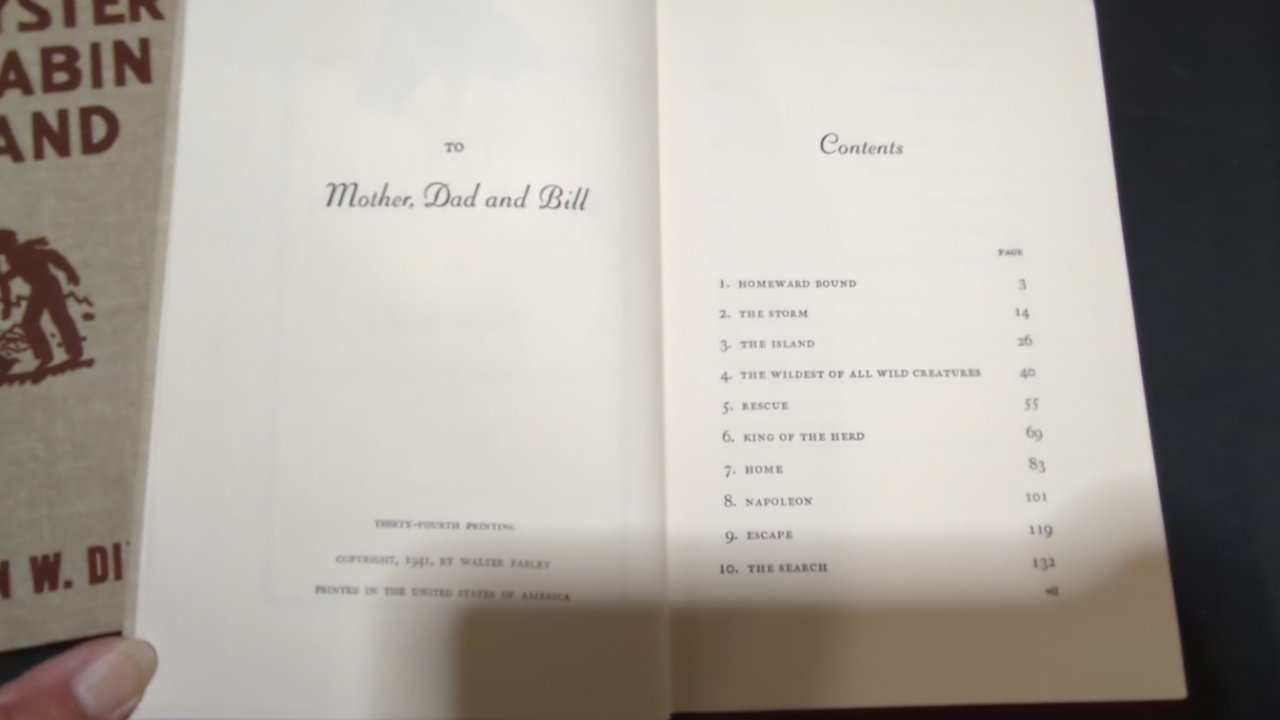 YSTER
ABIN
AND
W. DI
TO
Mother, Dad and Bill
THIRTY-FOURTH PRINTING
COPYRIGHT, 1941, BY WALTER FARLEY
PRINTED IN THE UNITED STATES OF AMERICA
Contents
PAGE
1. HOMEWARD BOUND 3
2. THE STORM 14
3. THE ISLAND 26
4. THE WILDEST OF ALL WILD CREATURES 40
5. RESCUE 55
6. KING OF THE HERD 69
7. HOME 83
8. NAPOLEON 101
9. ESCAPE 119
10. THE SEARCH 132
vii